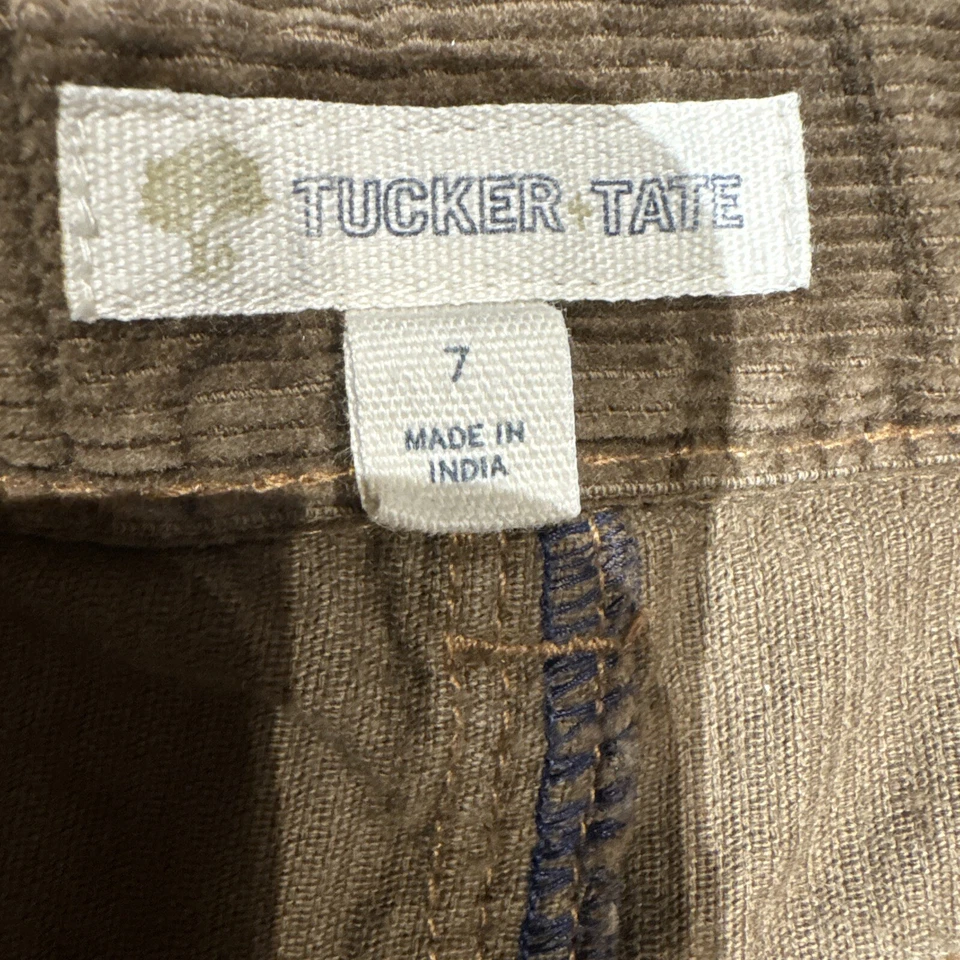 TUCKER + TATE
7
MADE IN
INDIA